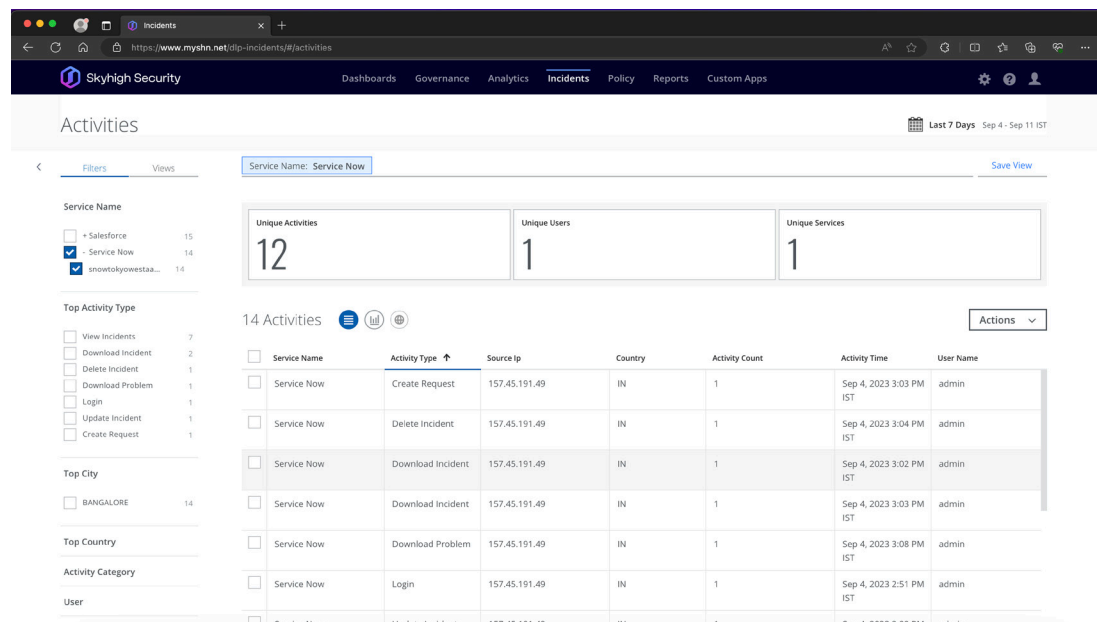 Incidents
https://www.myshn.net/dlp-incidents/#/activities
Skyhigh Security
Dashboards Governance Analytics Incidents Policy Reports Custom Apps
Activities
Last 7 Days Sep 4 - Sep 11 IST
Filters Views
Service Name: Service Now
Save View
Service Name
+ Salesforce 15
- Service Now 14
snowtokyowestaa... 14
Top Activity Type
View Incidents 7
Download Incident 2
Delete Incident 1
Download Problem 1
Login 1
Update Incident 1
Create Request 1
Top City
BANGALORE 14
Top Country
Activity Category
User
Unique Activities
12
Unique Users
1
Unique Services
1
14 Activities
Actions
Service Name Activity Type Source Ip Country Activity Count Activity Time User Name
Service Now Create Request 157.45.191.49 IN 1 Sep 4, 2023 3:03 PM admin
IST
Service Now Delete Incident 157.45.191.49 IN 1 Sep 4, 2023 3:04 PM admin
IST
Service Now Download Incident 157.45.191.49 IN 1 Sep 4, 2023 3:02 PM admin
IST
Service Now Download Incident 157.45.191.49 IN 1 Sep 4, 2023 3:03 PM admin
IST
Service Now Download Problem 157.45.191.49 IN 1 Sep 4, 2023 3:08 PM admin
IST
Service Now Login 157.45.191.49 IN 1 Sep 4, 2023 2:51 PM admin
IST